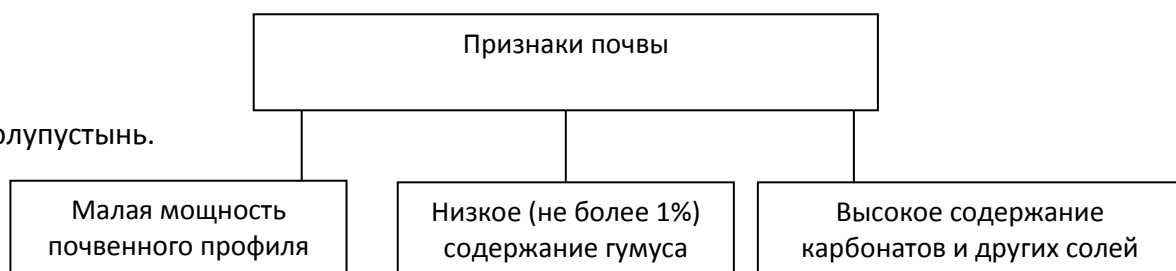 Признаки почвы
олупустынь.
Малая мощность
почвенного профиля
Низкое (не более 1%)
содержание гумуса
Высокое содержание
карбонатов и других солей